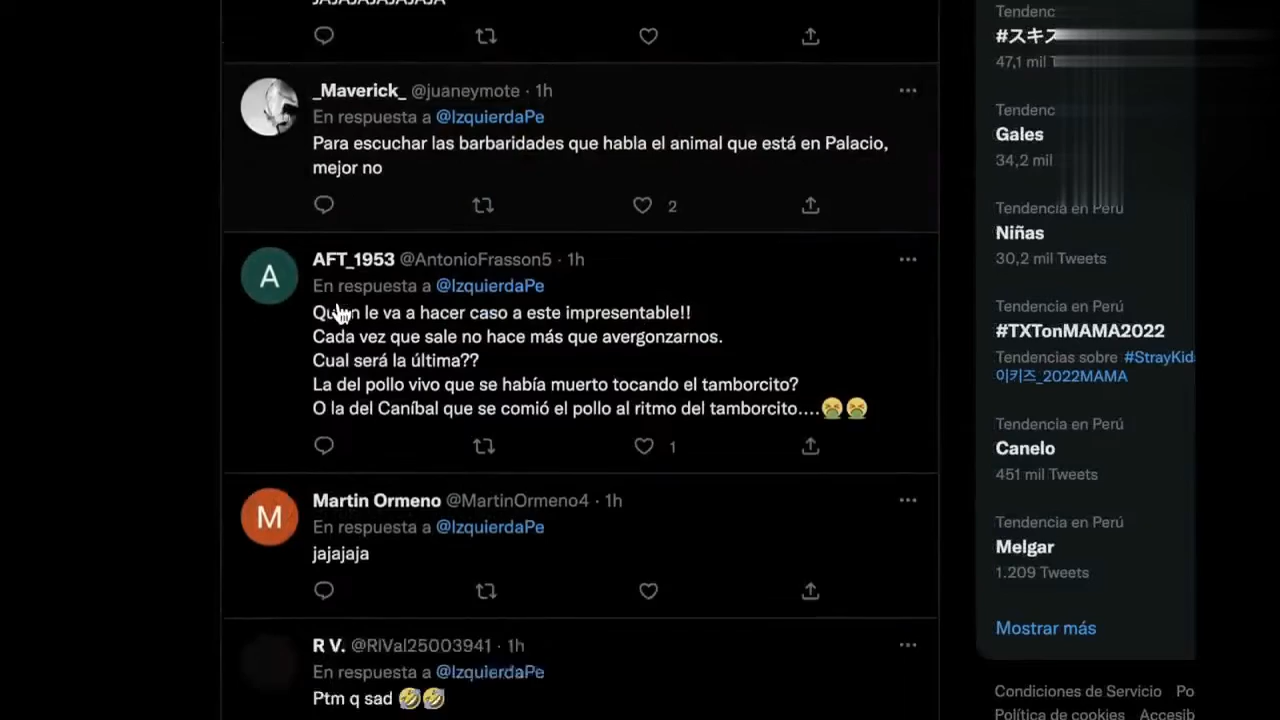 JAJAJAJAJAJAJA
_Maverick_ @juaneymote · 1h
En respuesta a @IzquierdaPe
Para escuchar las barbaridades que habla el animal que está en Palacio,
mejor no
2
A
AFT_1953 @AntonioFrasson5 · 1h
En respuesta a @IzquierdaPe
le va a hacer caso a este impresentable!!
Cada vez que sale no hace más que avergonzarnos.
Cual será la última??
La del pollo vivo que se había muerto tocando el tamborcito?
O la del Caníbal que se comió el pollo al ritmo del tamborcito....🤮🤮
1
M
Martin Ormeno @MartinOrmeno4 · 1h
En respuesta a @IzquierdaPe
jajajaja
R V. @RIVal25003941 · 1h
En respuesta a @IzquierdaPe
Ptm q sad 🤣🤣
Tendenc
#スキズ
47,1 mil T
Tendenc
Gales
34,2 mil
Tendencia en Perú
Niñas
30,2 mil Tweets
Tendencia en Perú
#TXTonMAMA2022
Tendencias sobre #StrayKid
이키즈_2022MAMA
Tendencia en Perú
Canelo
451 mil Tweets
Tendencia en Perú
Melgar
1.209 Tweets
Mostrar más
Condiciones de Servicio Po
Política de cookies Accesib